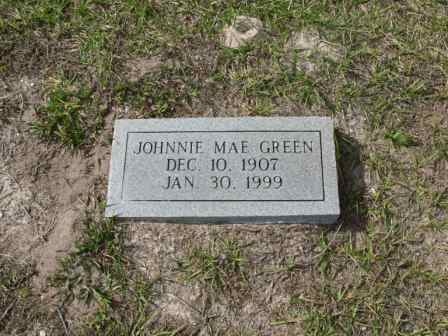 JOHNNIE MAE GREEN
DEC. 10. 1907
JAN. 30. 1999